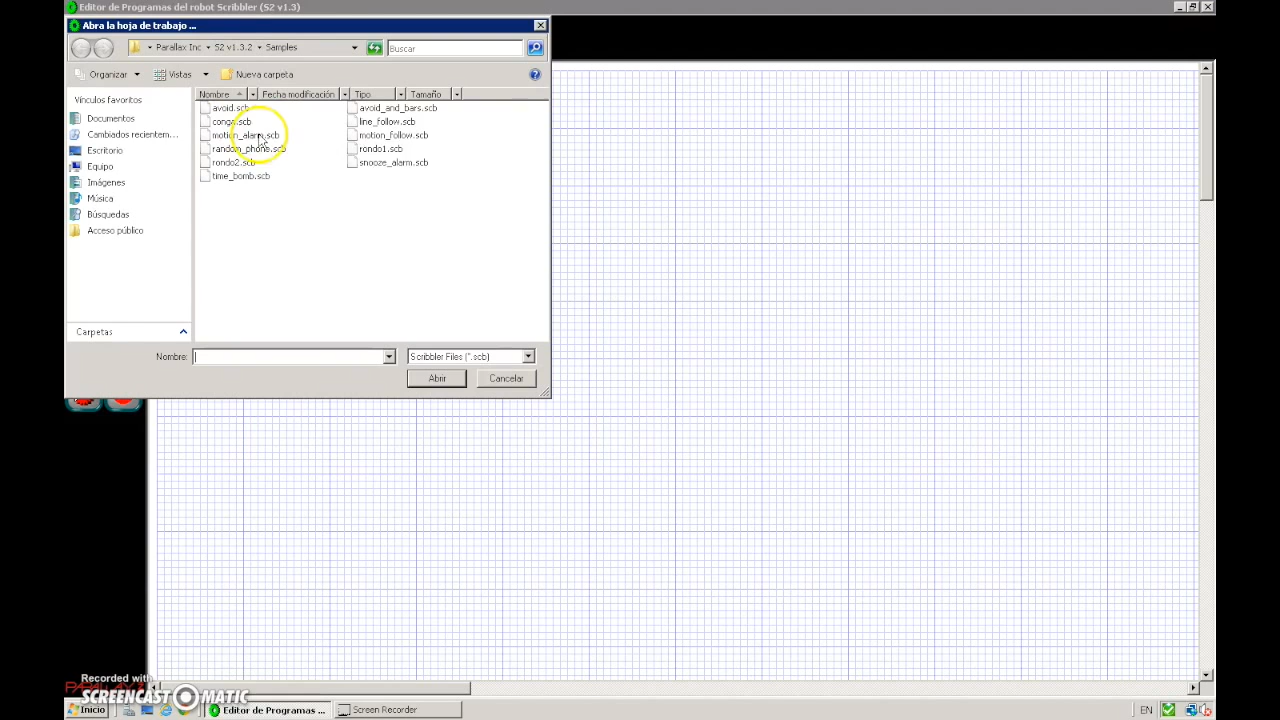 Editor de Programas del robot Scribbler (S2 v1.3)
Abra la hoja de trabajo ...
Parallax Inc S2 v1.3.2 Samples
Buscar
Organizar Vistas Nueva carpeta
Vínculos favoritos
Nombre Fecha modificación Tipo Tamaño
Documentos
Cambiados recientem...
Escritorio
Equipo
Imágenes
Música
Búsquedas
Acceso público
Carpetas
avoid.scb avoid_and_bars.scb
conga.scb line_follow.scb
motion_alarm.scb motion_follow.scb
random_phone.scb rondo1.scb
rondo2.scb snooze_alarm.scb
time_bomb.scb
Nombre:
Scribbler Files (*.scb)
Abrir Cancelar
Recorded with
SCREENCAST MATIC
Inicio
Editor de Programas ...
Screen Recorder
EN